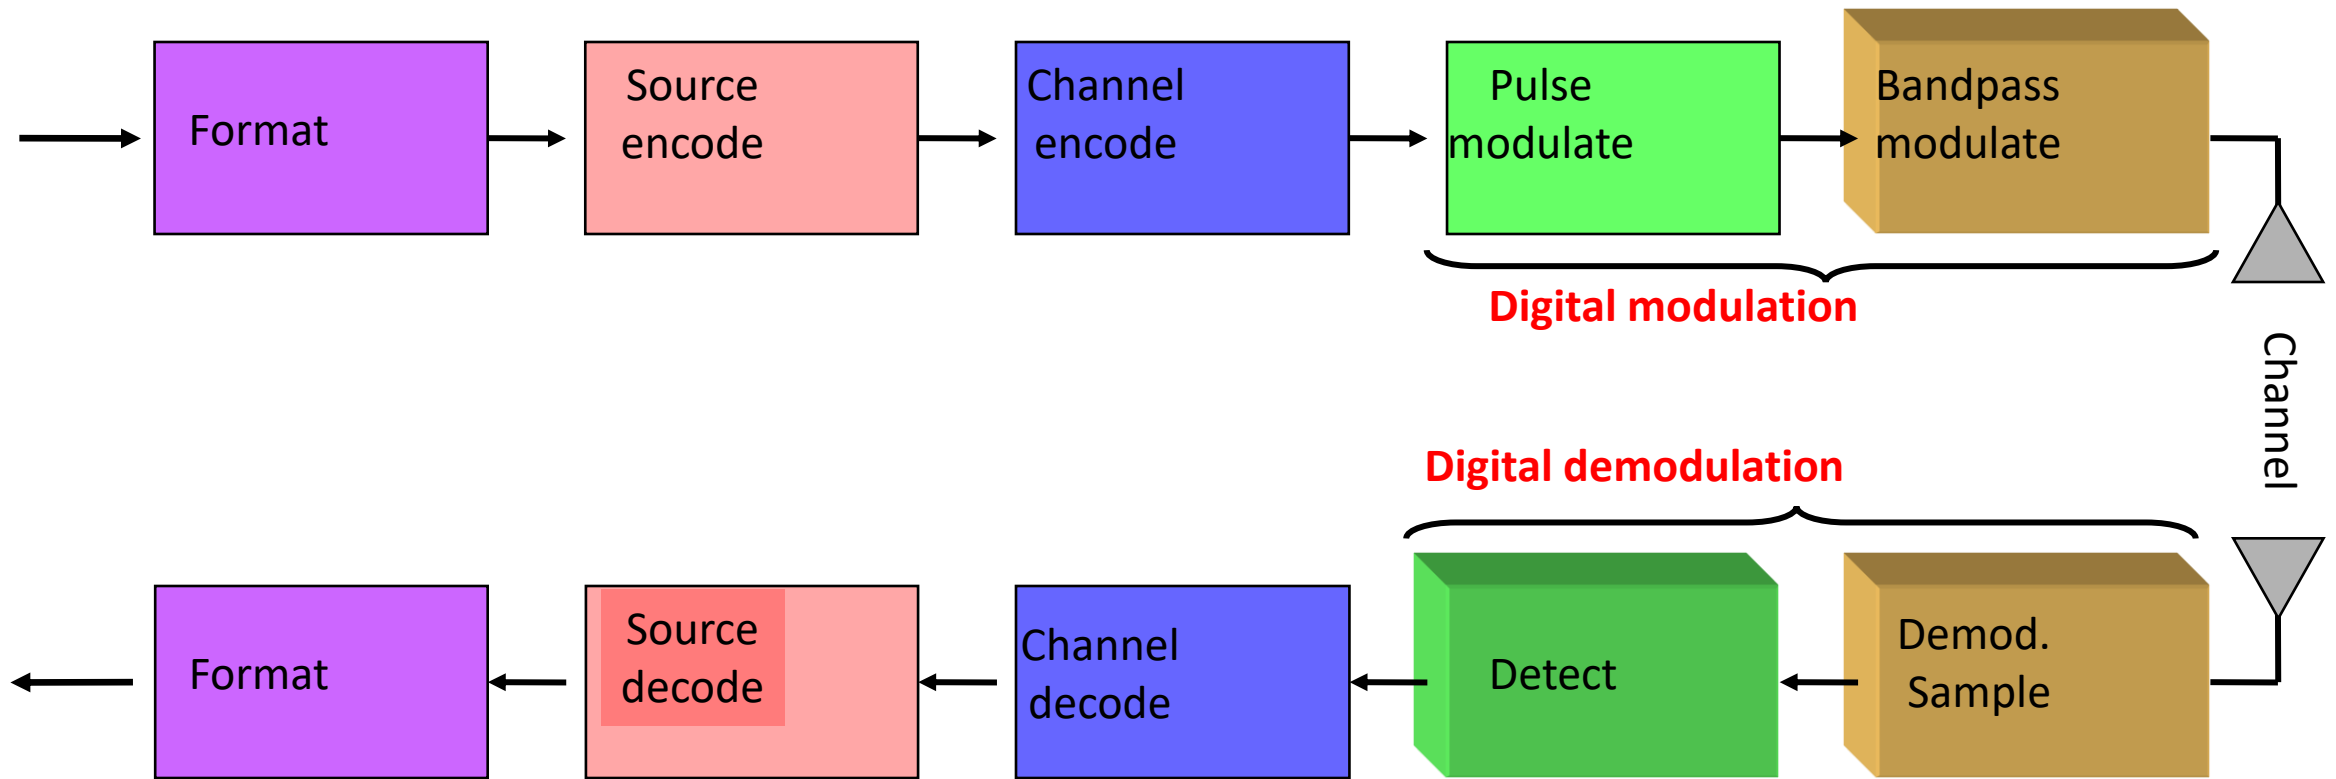 Format
Source
encode
Channel
encode
Pulse
modulate
Bandpass
modulate
Digital modulation
Channel
Digital demodulation
Format
Source
decode
Channel
decode
Detect
Demod.
Sample